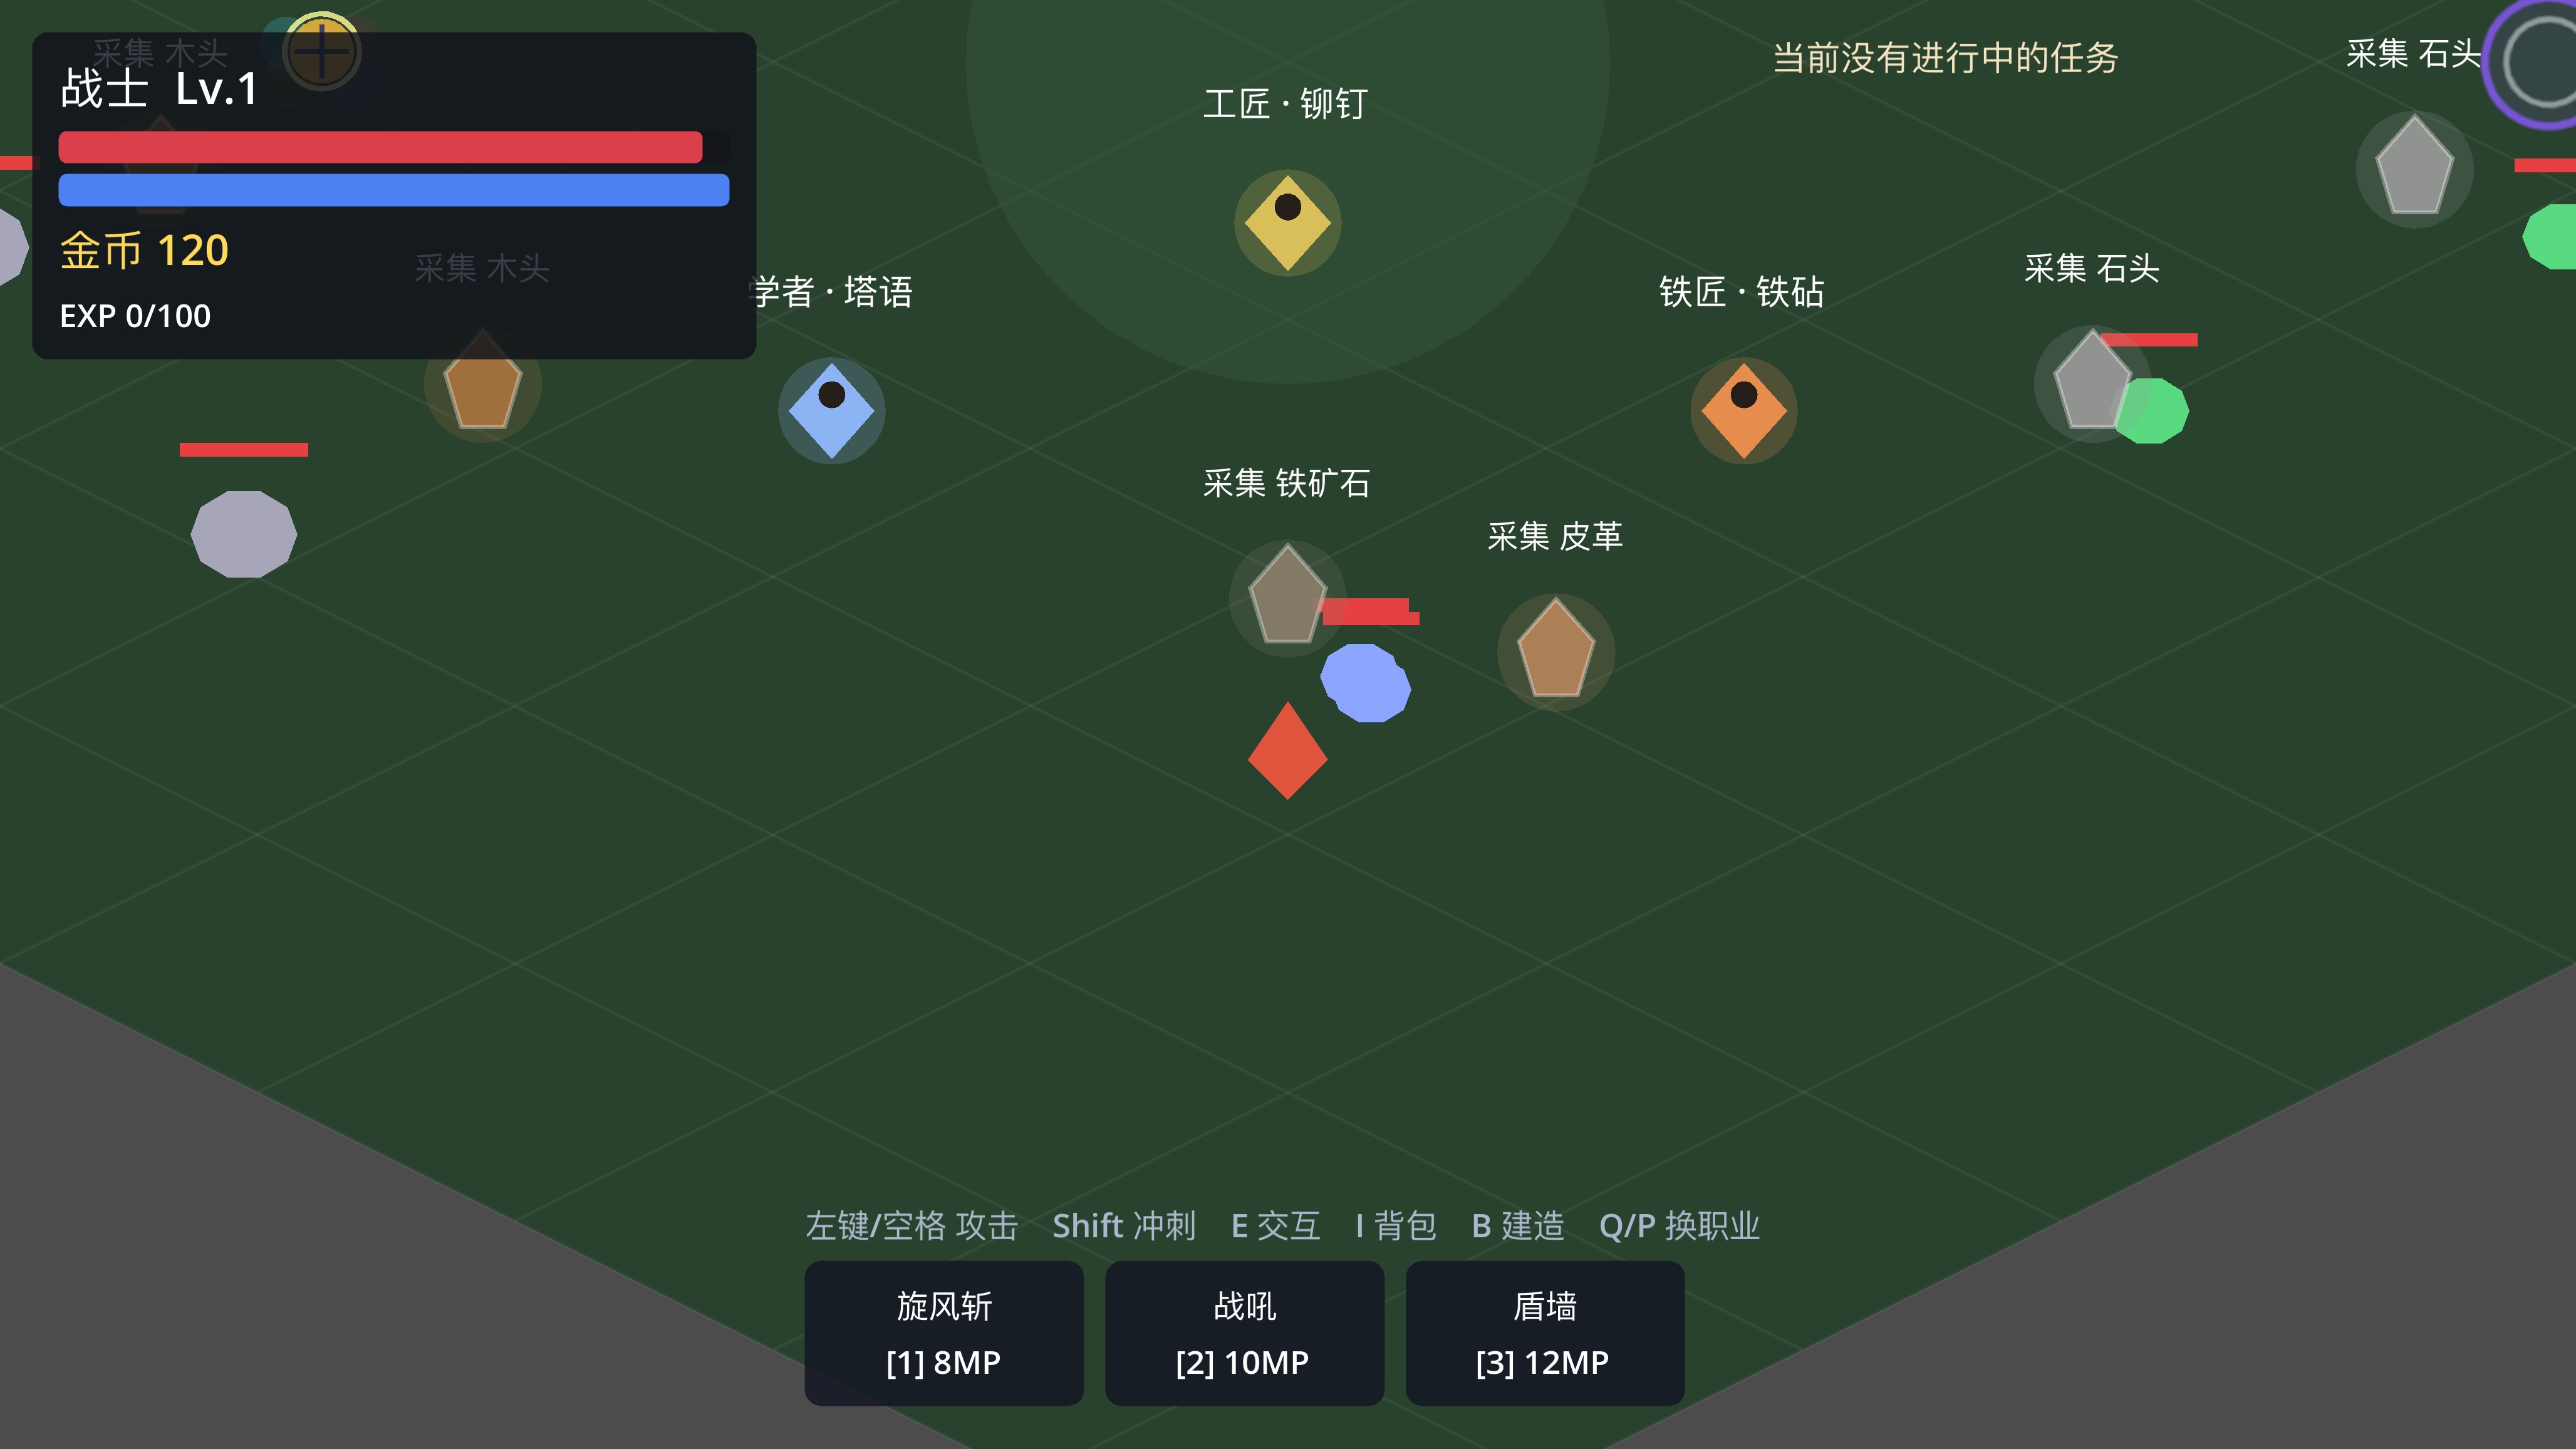 采集 木头
战士 Lv.1
金币 120
采集 木头
EXP 0/100
工匠 · 铆钉
当前没有进行中的任务
采集 石头
学者 · 塔语
铁匠 · 铁砧
采集 石头
采集 铁矿石
采集 皮革
左键/空格 攻击 Shift 冲刺 E 交互 I 背包 B 建造 Q/P 换职业
旋风斩
[1] 8MP
战吼
[2] 10MP
盾墙
[3] 12MP